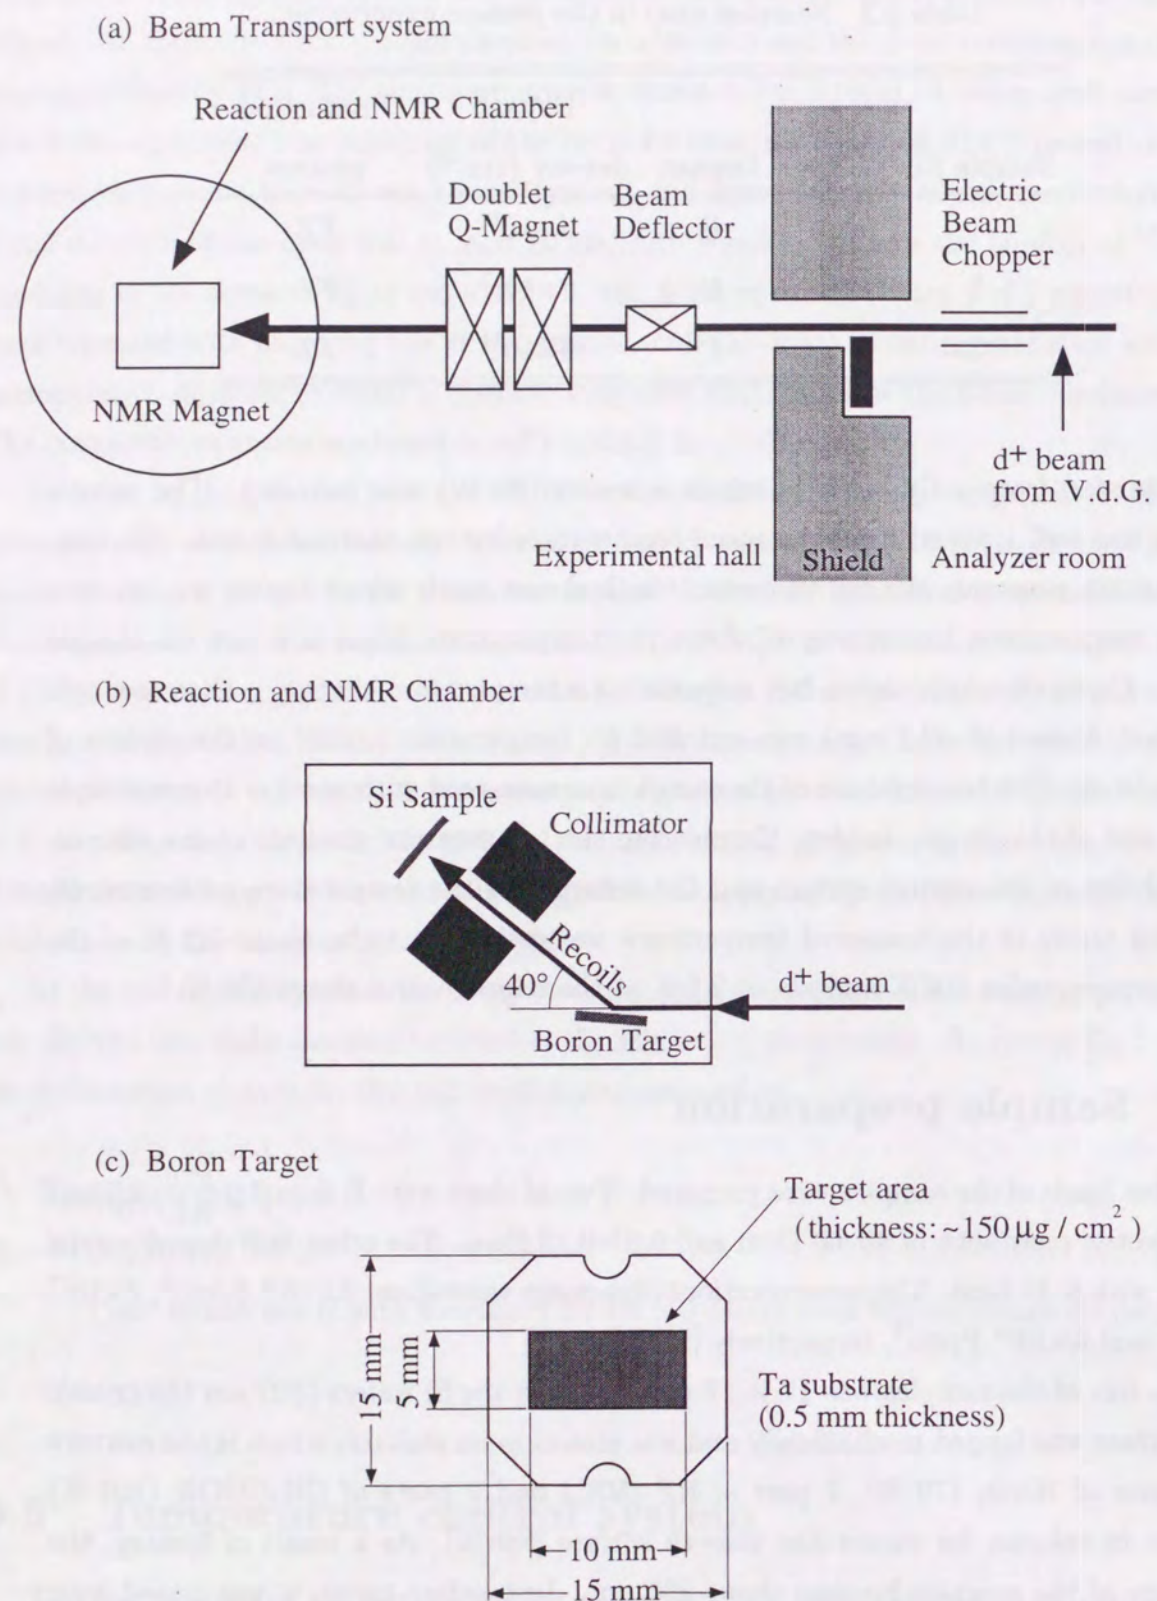 (a) Beam Transport system
Reaction and NMR Chamber
Doublet
Q-Magnet
Beam
Deflector
Electric
Beam
Chopper
NMR Magnet
d+ beam
from V.d.G.
Experimental hall
Shield
Analyzer room
(b) Reaction and NMR Chamber
Si Sample
Collimator
Recoils
40°
d+ beam
Boron Target
(c) Boron Target
Target area
(thickness: ~150 μg / cm²)
15 mm
5 mm
Ta substrate
(0.5 mm thickness)
10 mm
15 mm